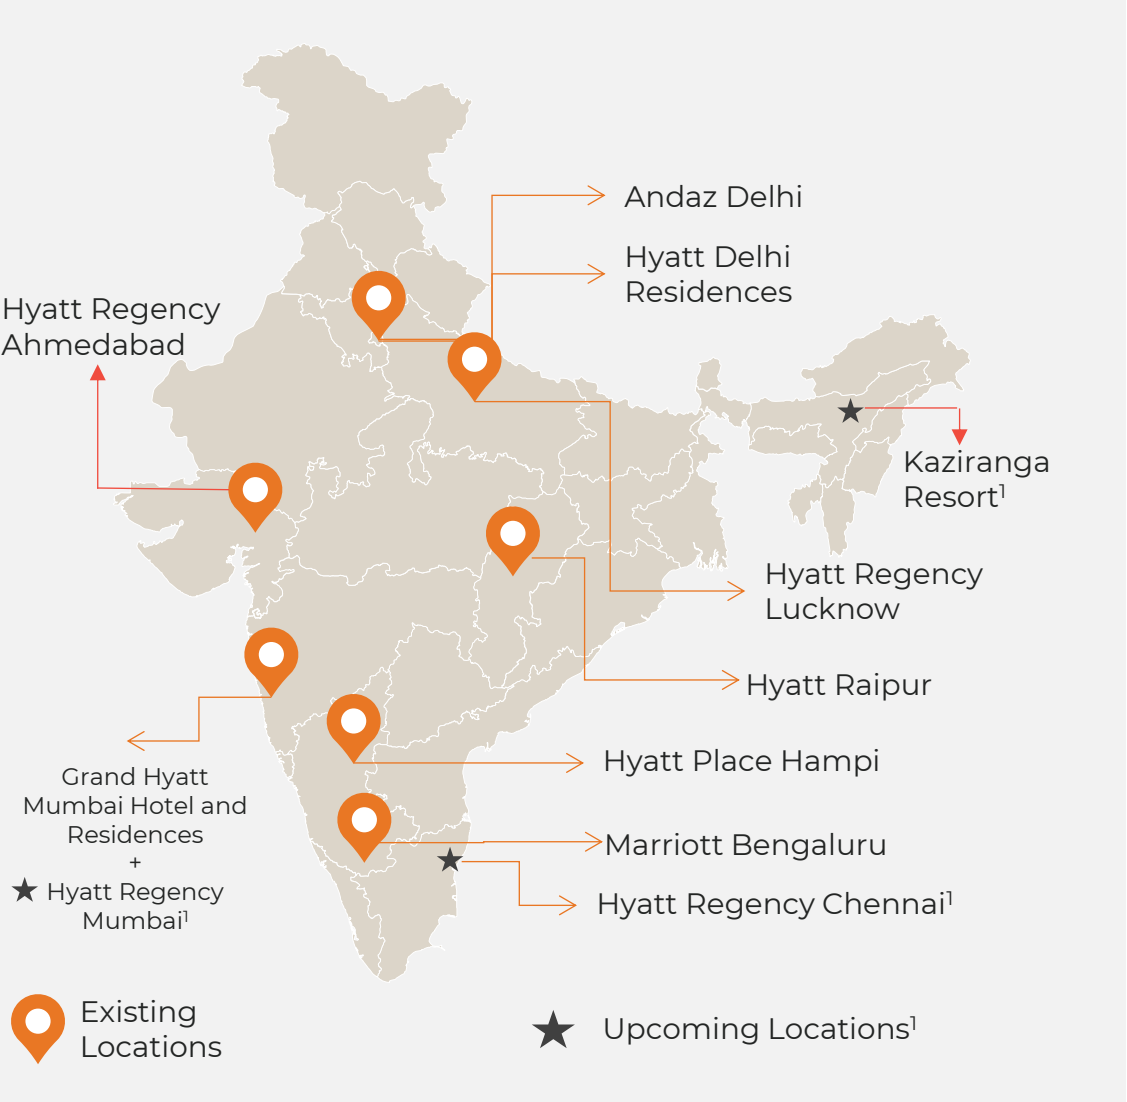 Andaz Delhi
Hyatt Delhi
Residences
Hyatt Regency
Ahmedabad
Kaziranga
Resort¹
Hyatt Regency
Lucknow
Hyatt Raipur
Hyatt Place Hampi
Grand Hyatt
Mumbai Hotel and
Residences
+
★ Hyatt Regency
Mumbai¹
Marriott Bengaluru
Hyatt Regency Chennai¹
Existing
Locations
Upcoming Locations¹